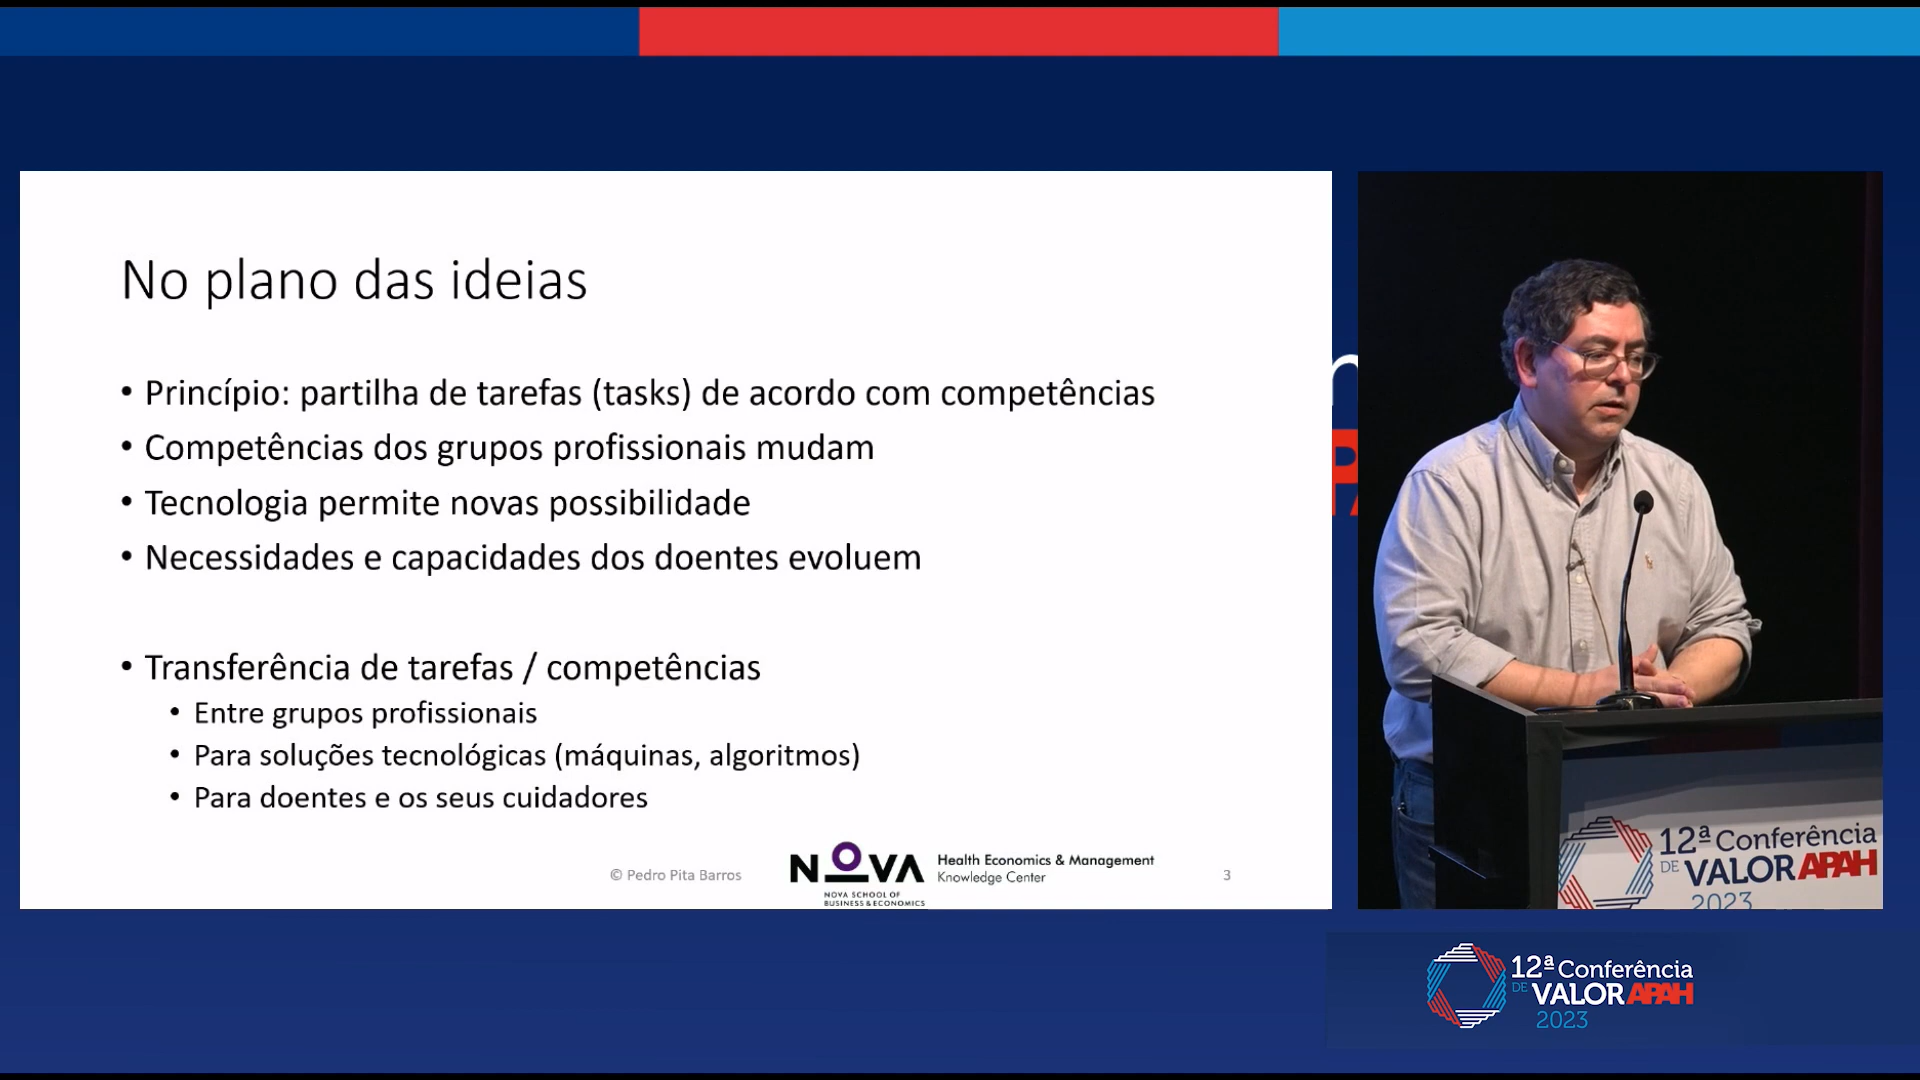 No plano das ideias
• Princípio: partilha de tarefas (tasks) de acordo com competências
• Competências dos grupos profissionais mudam
• Tecnologia permite novas possibilidade
• Necessidades e capacidades dos doentes evoluem
• Transferência de tarefas / competências
• Entre grupos profissionais
• Para soluções tecnológicas (máquinas, algoritmos)
• Para doentes e os seus cuidadores
© Pedro Pita Barros
NOVA
NOVA SCHOOL OF
BUSINESS & ECONOMICS
Health Economics & Management
Knowledge Center
3
12ª Conferência
DE VALOR APAH
2023
12ª Conferência
DE VALOR APAH
2023